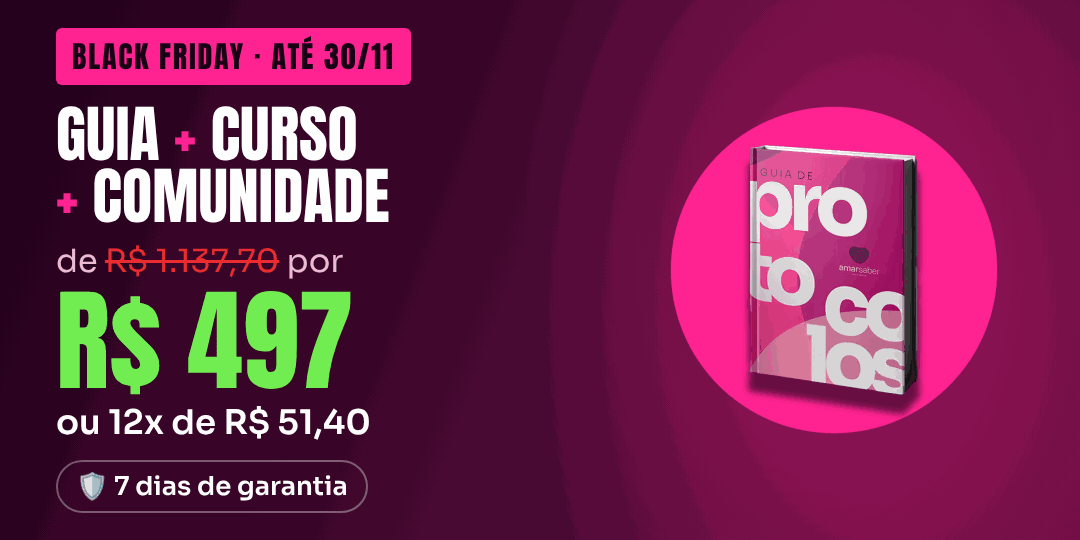 BLACK FRIDAY · ATÉ 30/11
GUIA + CURSO
+ COMUNIDADE
de R$ 1.137,70 por
R$ 497
ou 12x de R$ 51,40
🛡️ 7 dias de garantia
GUIA DE
pro
to
co
los
amarsaber